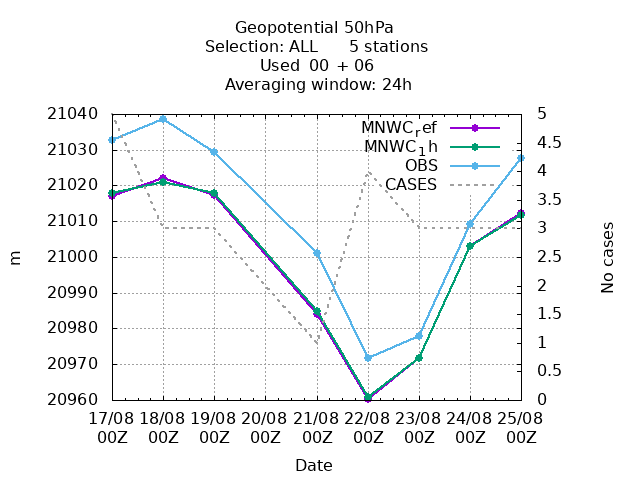 Geopotential 50hPa
Selection: ALL 5 stations
Used 00 + 06
Averaging window: 24h
21040
21030
21020
21010
21000
20990
20980
20970
20960
m
5
4.5
4
3.5
3
2.5
2
1.5
1
0.5
0
No cases
MNWC_ref
MNWC_1h
OBS
CASES
17/08 18/08 19/08 20/08 21/08 22/08 23/08 24/08 25/08
00Z 00Z 00Z 00Z 00Z 00Z 00Z 00Z 00Z
Date